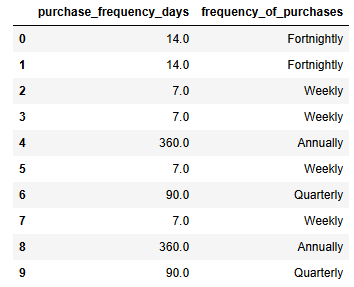 purchase_frequency_days frequency_of_purchases
0 14.0 Fortnightly
1 14.0 Fortnightly
2 7.0 Weekly
3 7.0 Weekly
4 360.0 Annually
5 7.0 Weekly
6 90.0 Quarterly
7 7.0 Weekly
8 360.0 Annually
9 90.0 Quarterly